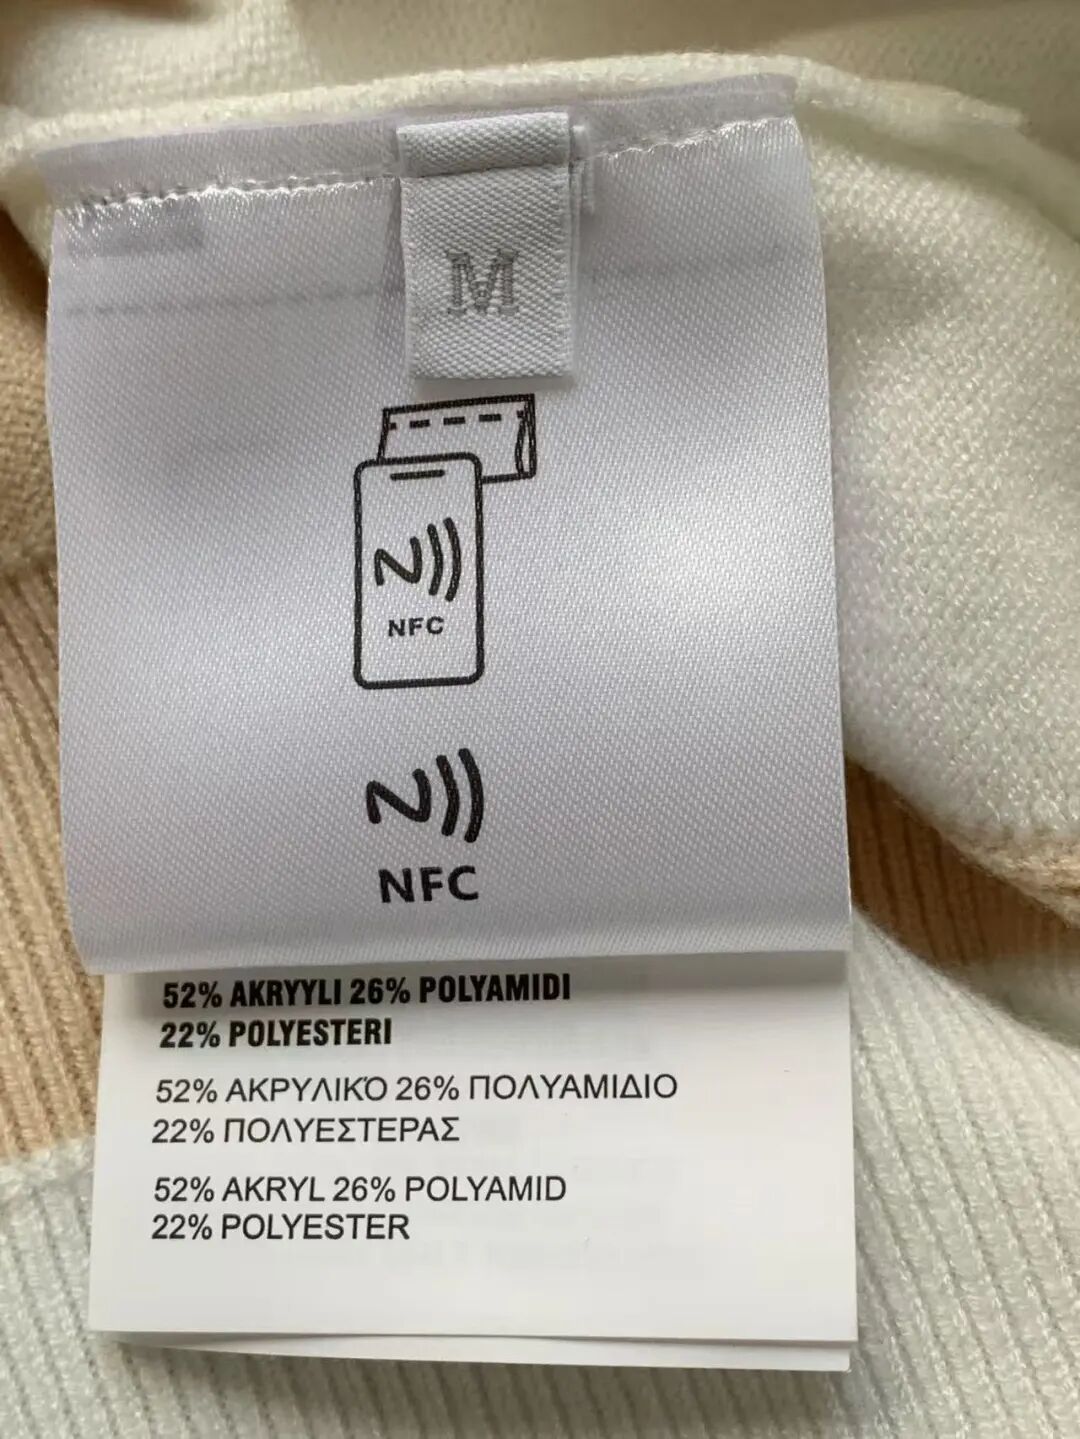 M
NFC
NFC
52% AKRYYLI 26% POLYAMIDI
22% POLYESTERI
52% ΑΚΡΥΛΙΚΌ 26% ΠΟΛΥΑΜΙΔΙΟ
22% ΠΟΛΥΕΣΤΕΡΑΣ
52% AKRYL 26% POLYAMID
22% POLYESTER